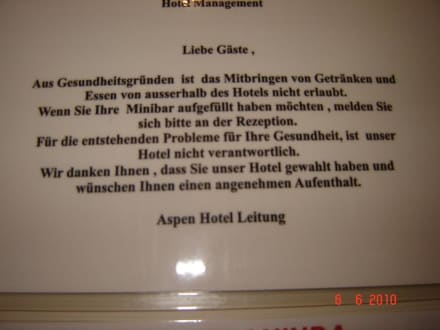 Hotel Management
Liebe Gäste ,
Aus Gesundheitsgründen ist das Mitbringen von Getränken und
Essen von ausserhalb des Hotels nicht erlaubt.
Wenn Sie Ihre Minibar aufgefüllt haben möchten , melden Sie
sich bitte an der Rezeption.
Für die entstehenden Probleme für Ihre Gesundheit, ist unser
Hotel nicht verantwortlich.
Wir danken Ihnen , dass Sie unser Hotel gewahlt haben und
wünschen Ihnen einen angenehmen Aufenthalt.
Aspen Hotel Leitung
6 6 2010